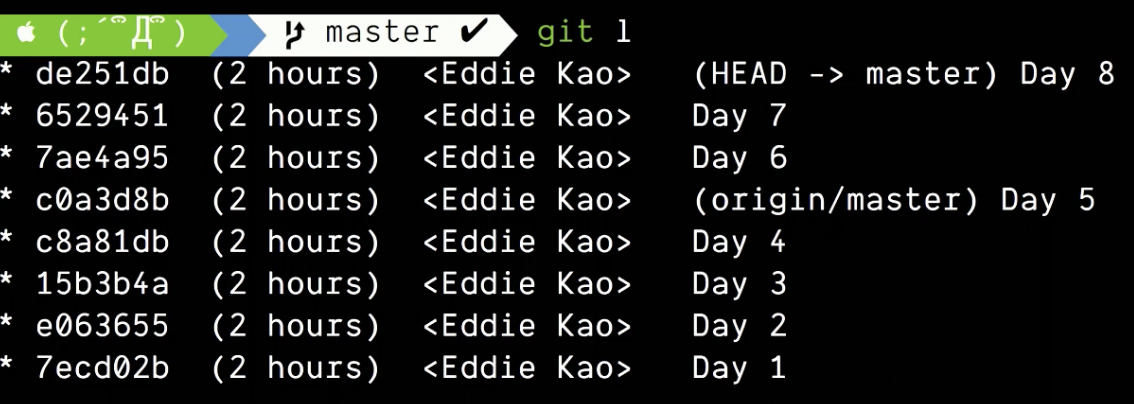 (;´༎ຶД༎ຶ`) master ✔ git l
* de251db (2 hours) <Eddie Kao> (HEAD -> master) Day 8
* 6529451 (2 hours) <Eddie Kao> Day 7
* 7ae4a95 (2 hours) <Eddie Kao> Day 6
* c0a3d8b (2 hours) <Eddie Kao> (origin/master) Day 5
* c8a81db (2 hours) <Eddie Kao> Day 4
* 15b3b4a (2 hours) <Eddie Kao> Day 3
* e063655 (2 hours) <Eddie Kao> Day 2
* 7ecd02b (2 hours) <Eddie Kao> Day 1